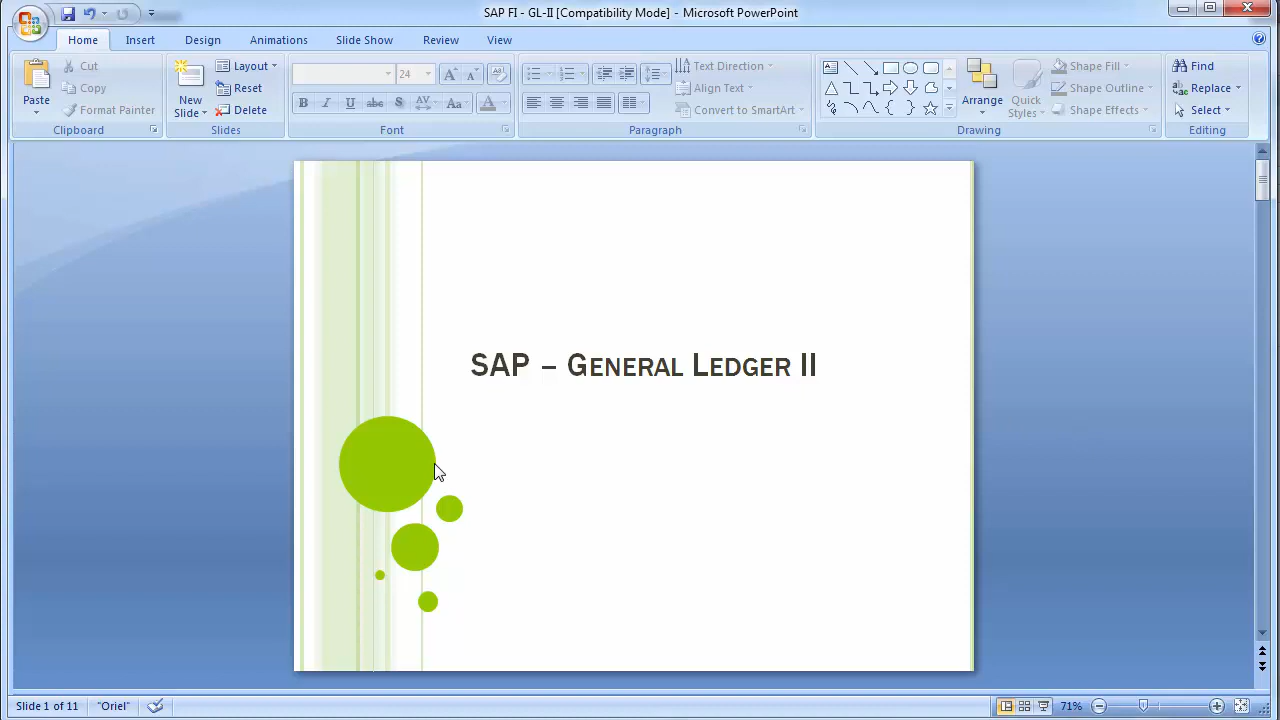 SAP FI - GL-II [Compatibility Mode] - Microsoft PowerPoint
Home Insert Design Slide Show Animations Review View
Paste
Cut
Copy
Format Painter
Clipboard
New Slide
Layout
Reset
Delete
Slides
24
B I U abc S AV Aa A
Font
Text Direction
Align Text
Convert to SmartArt
Paragraph
Arrange
Quick Styles
Shape Fill
Shape Outline
Shape Effects
Drawing
Find
Replace
Select
Editing
SAP – GENERAL LEDGER II
Slide 1 of 11 "Oriel" 71%